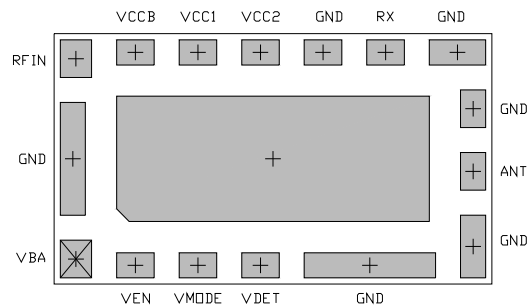 VCCB VCC1 VCC2 GND RX GND
RFIN
GND
GND
ANT
GND
VBA
VEN VMODE VDET GND